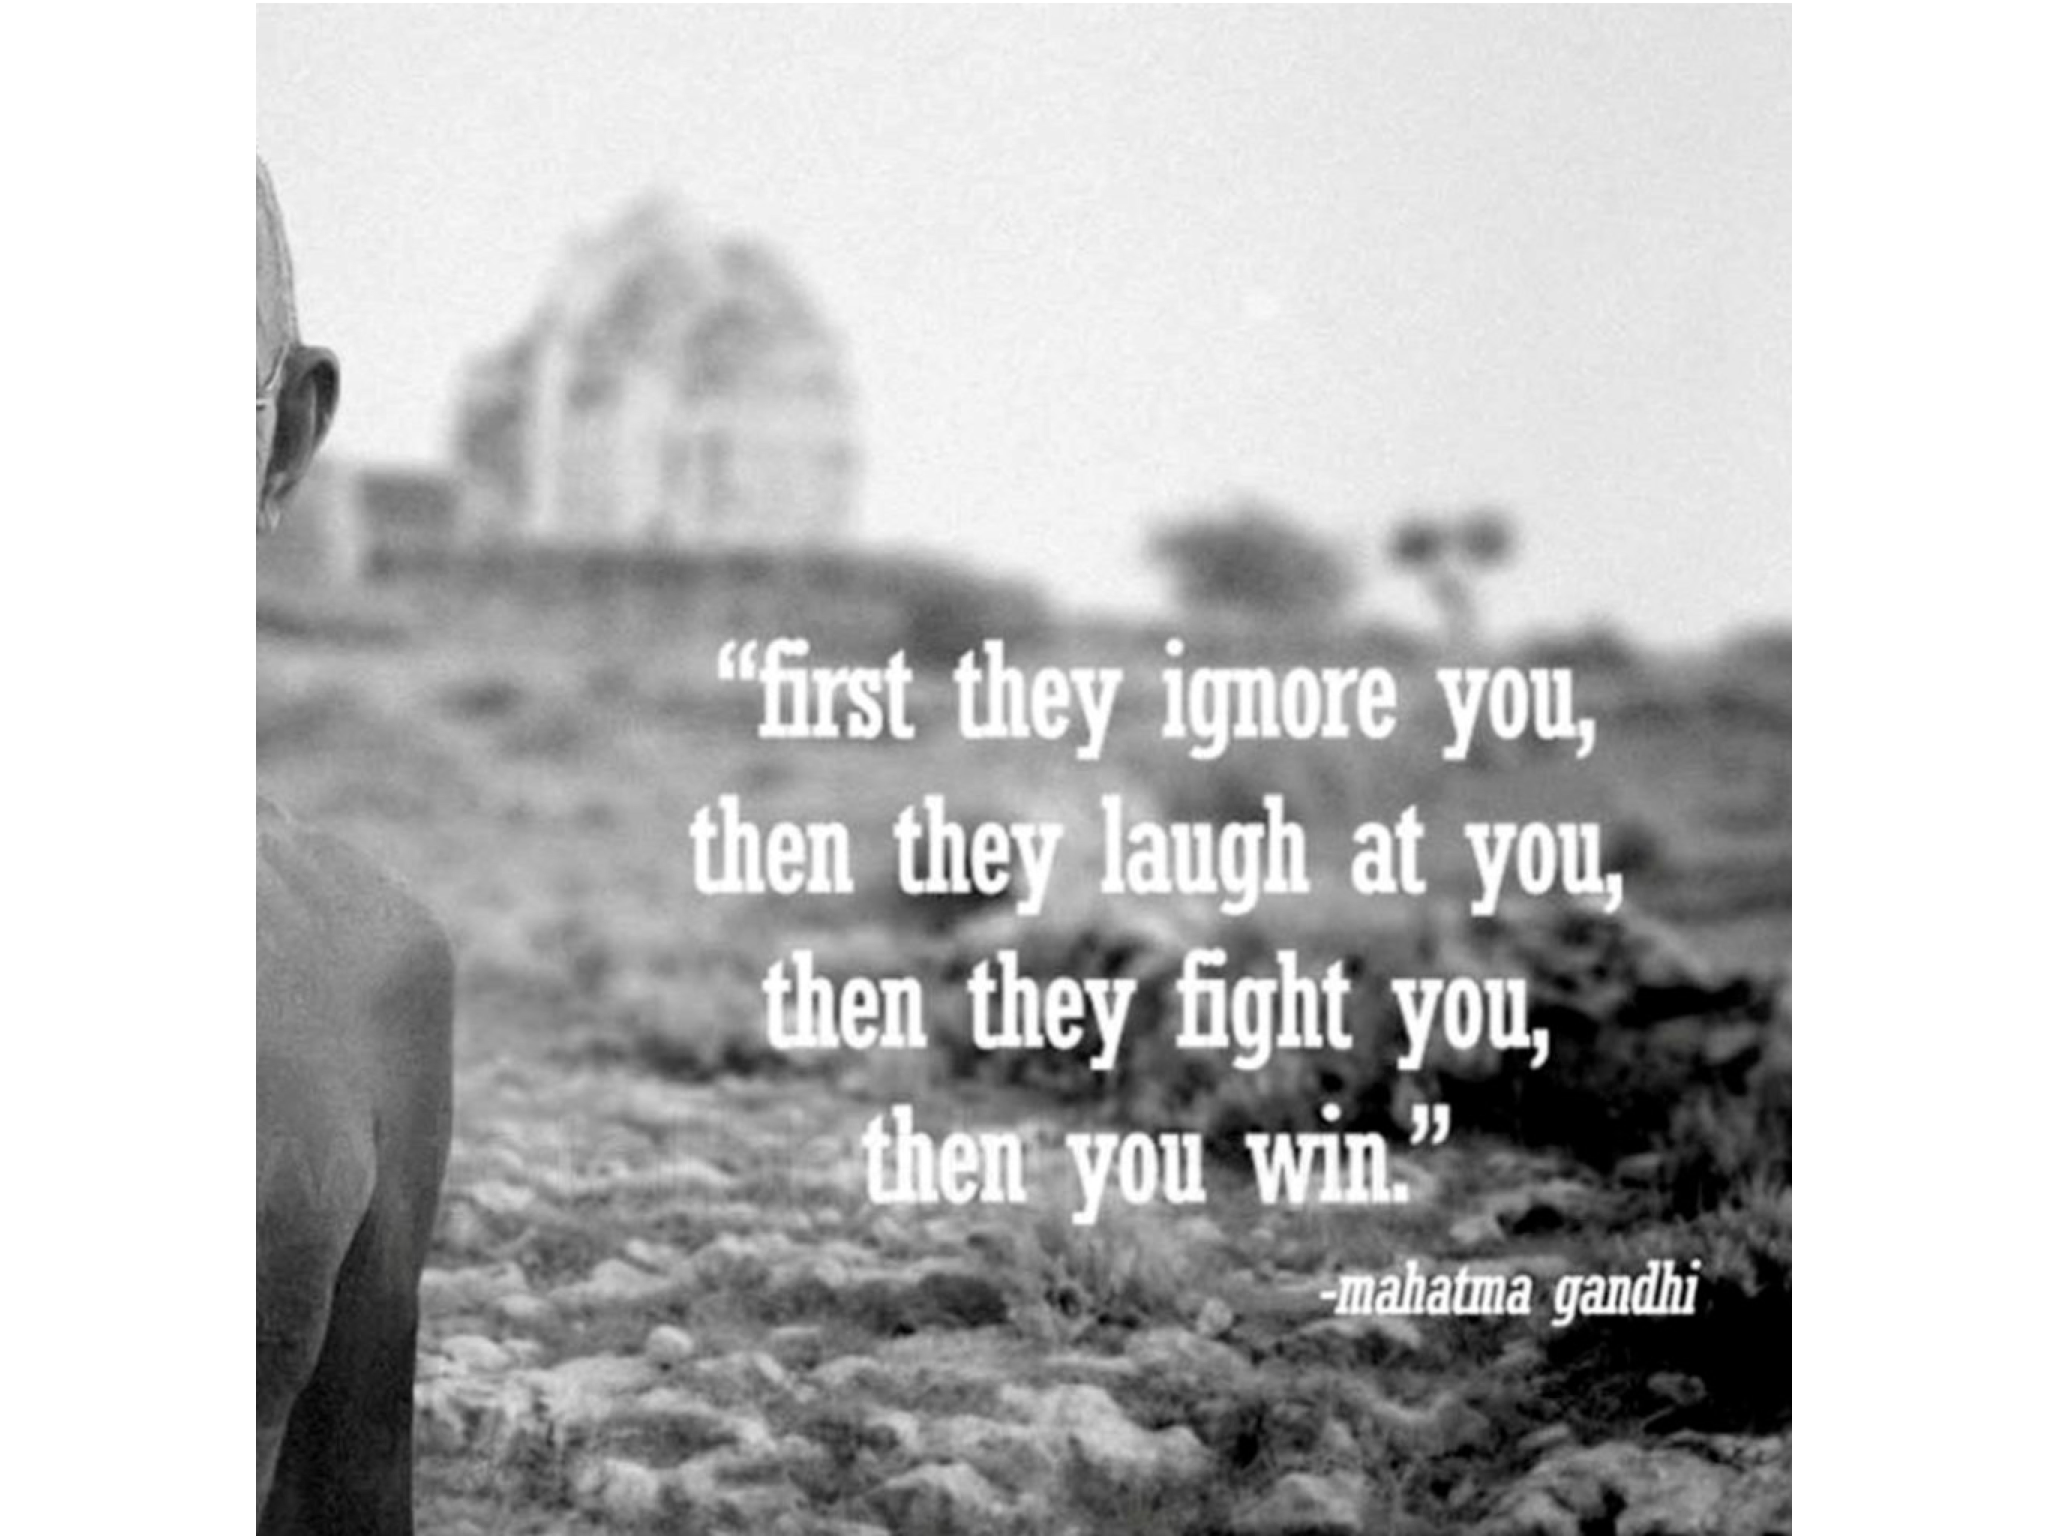 “first they ignore you,
then they laugh at you,
then they fight you,
then you win.”
-mahatma gandhi